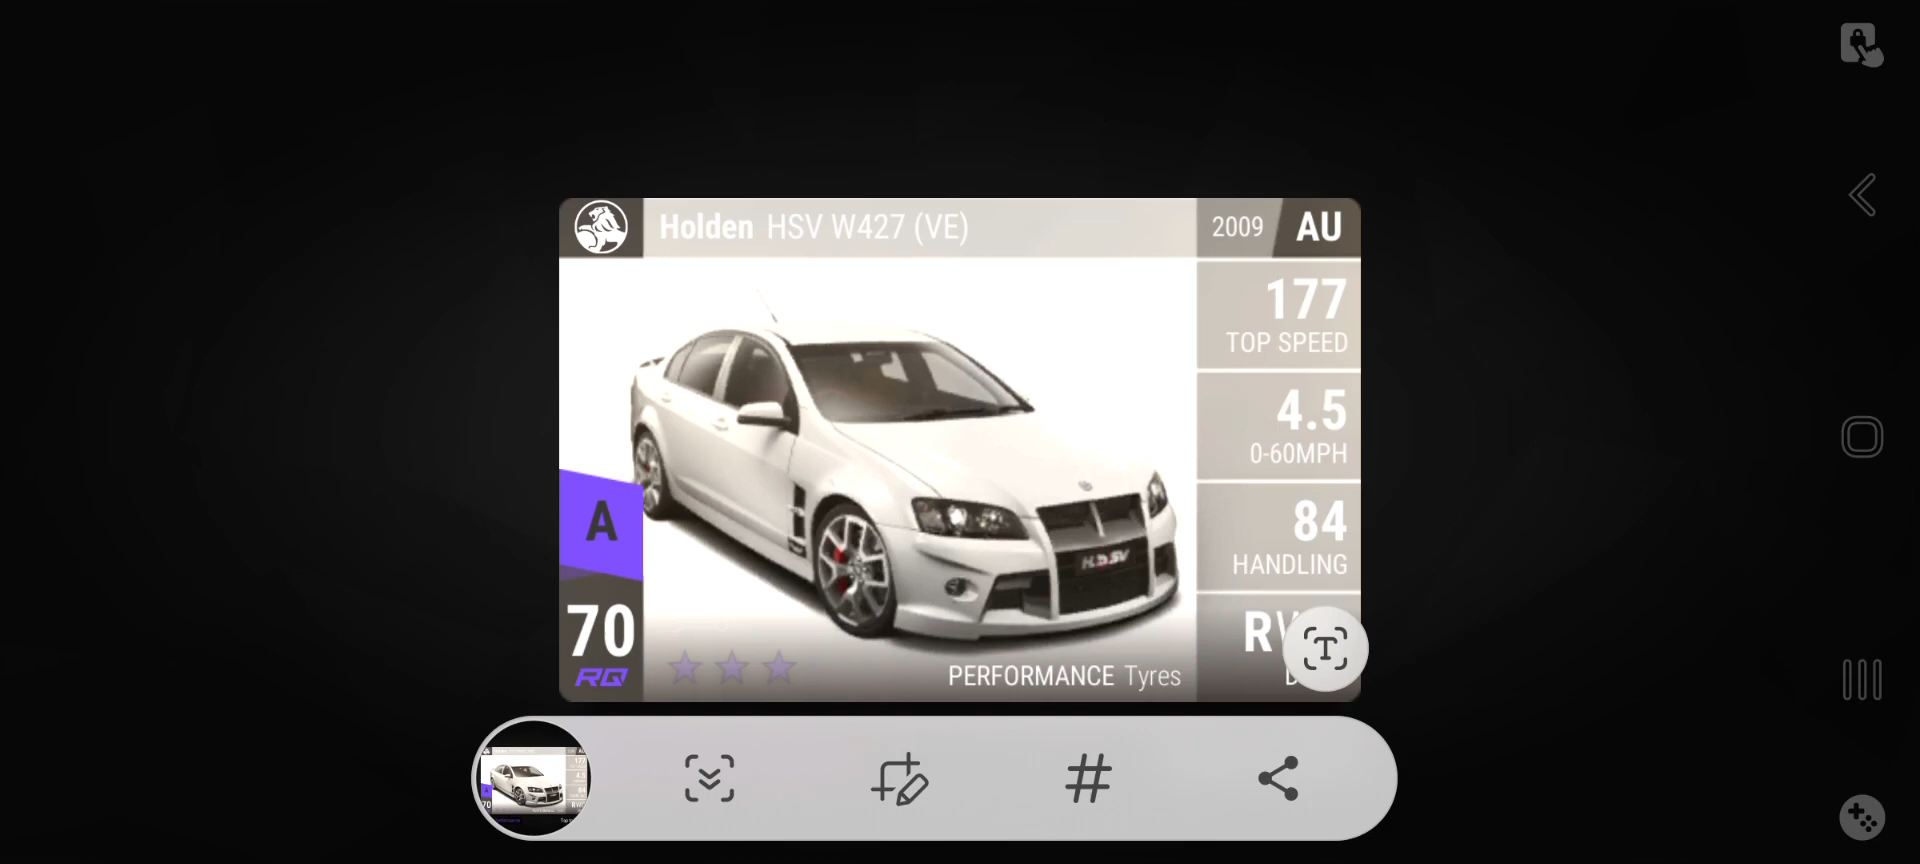 Holden HSV W427 (VE) 2009 AU
177
TOP SPEED
4.5
0-60MPH
84
HANDLING
A
70
RQ
PERFORMANCE Tyres
HSV
T